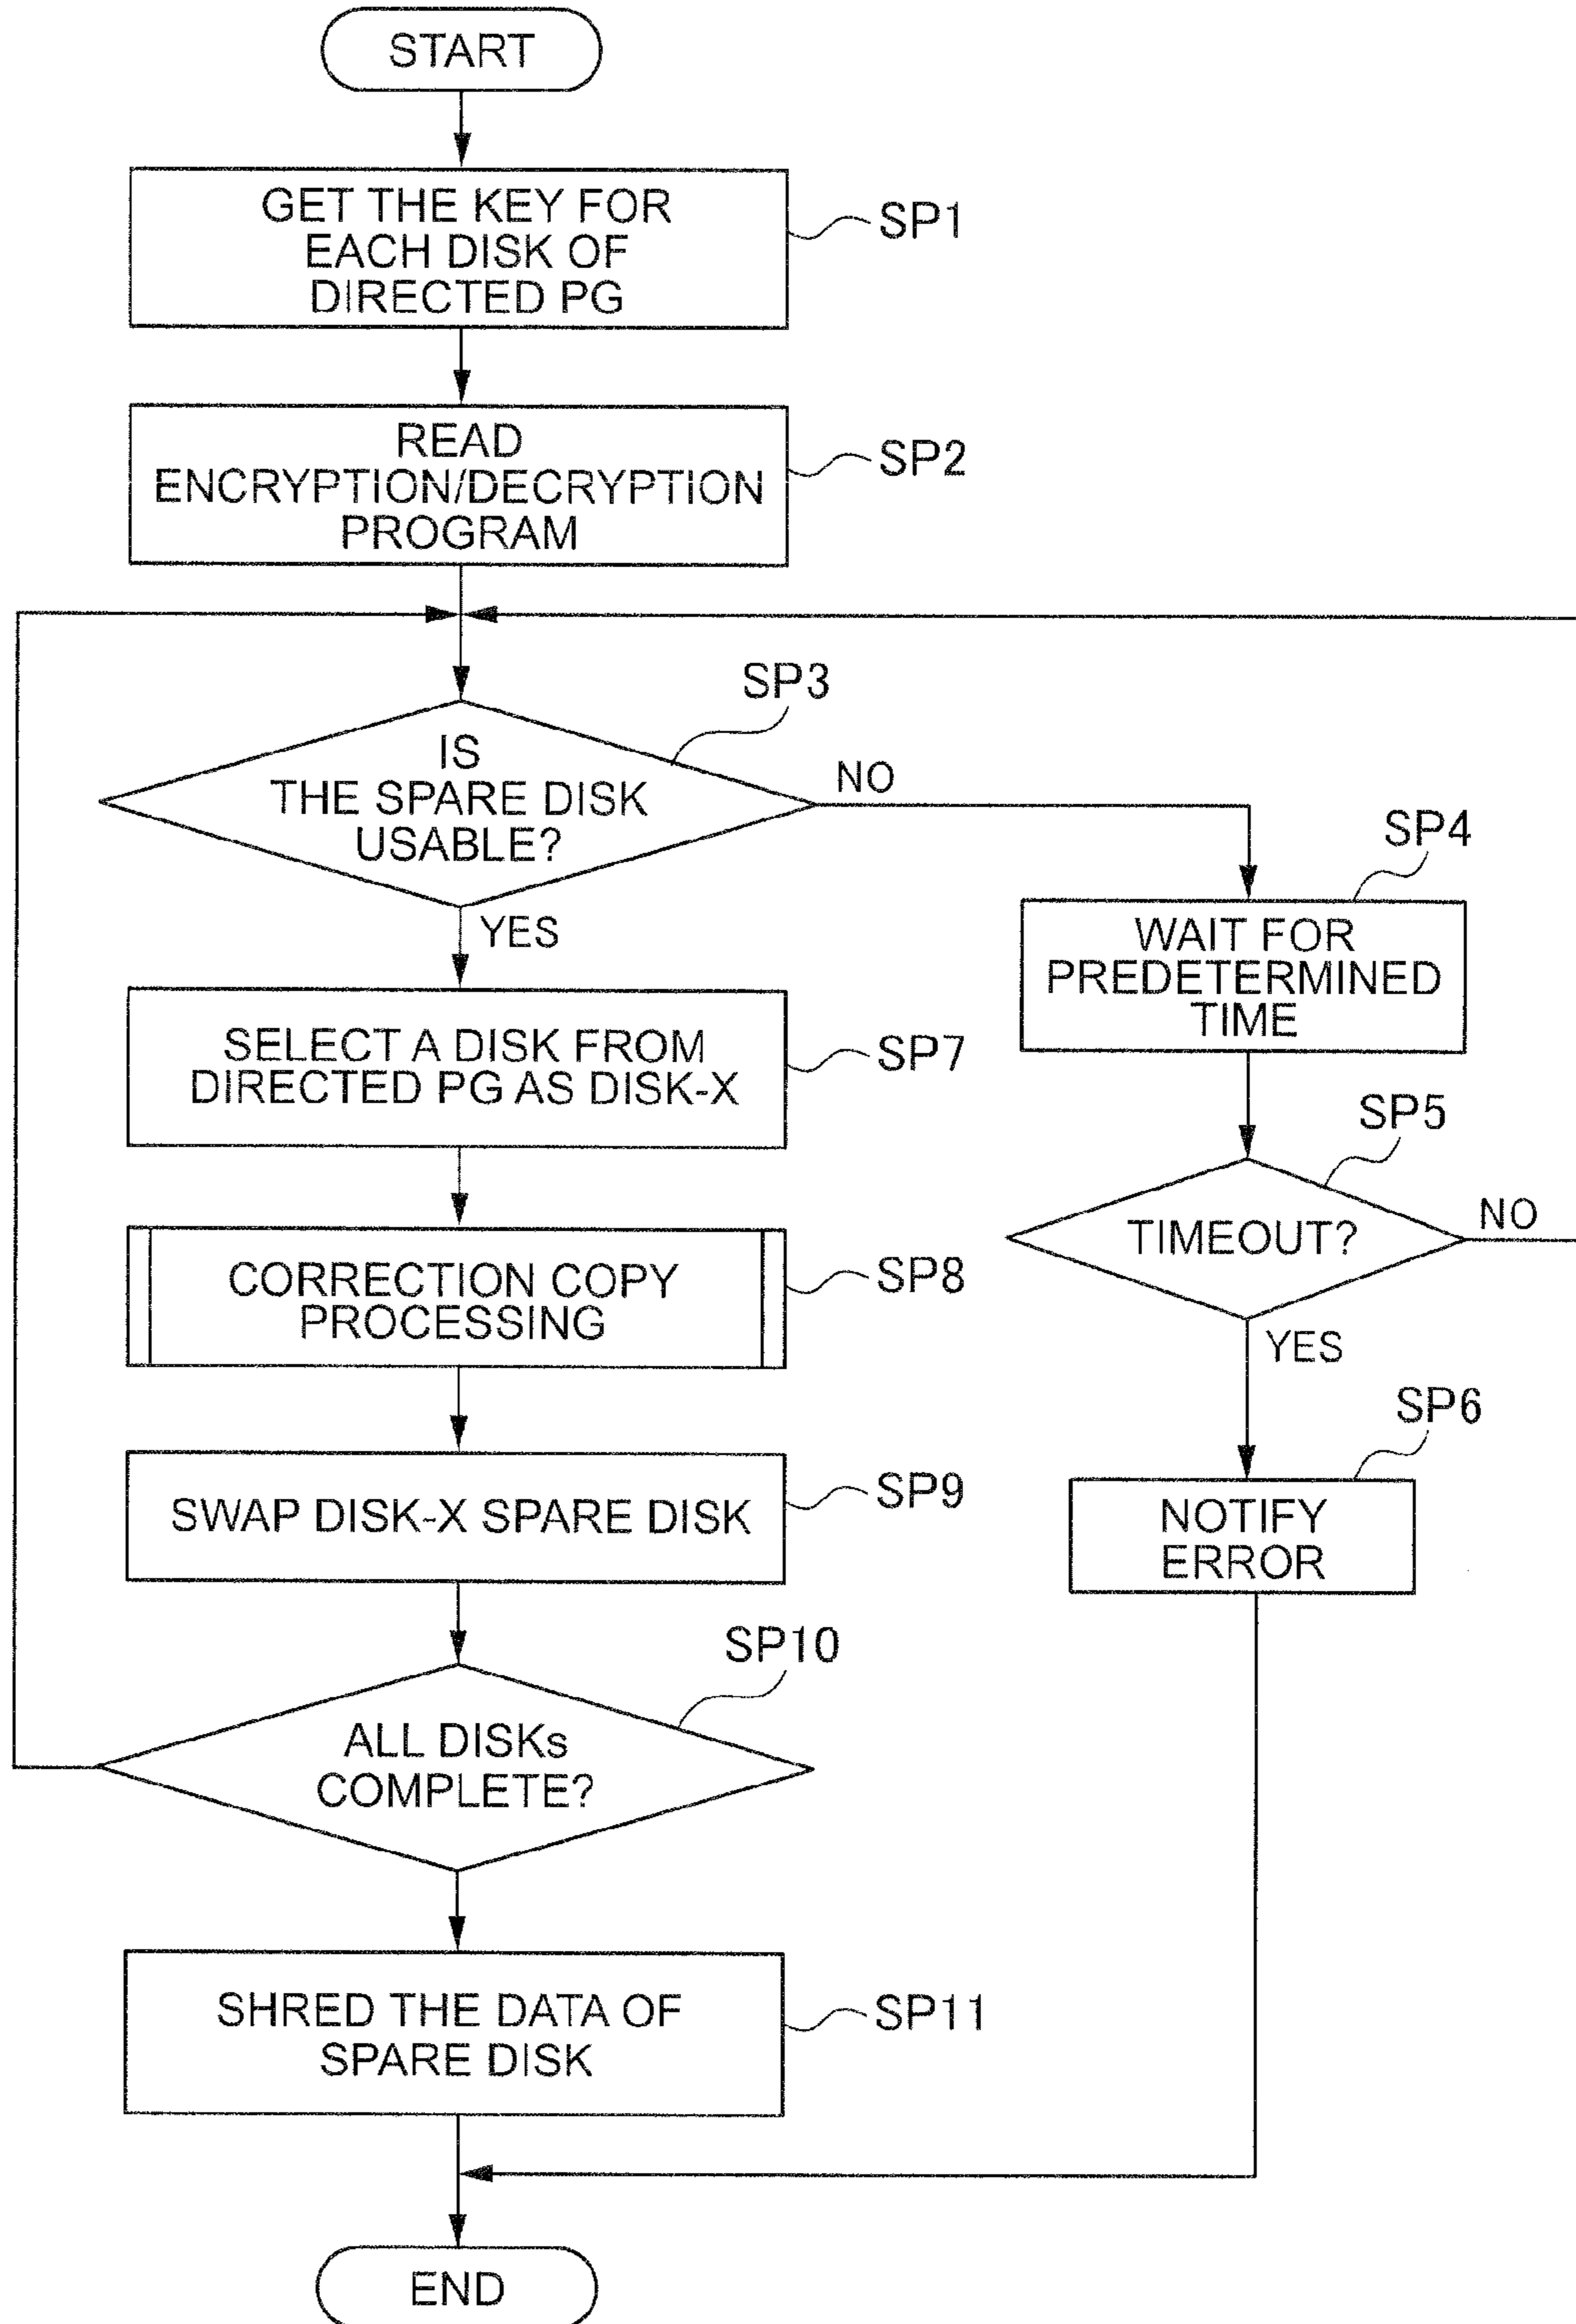 START
GET THE KEY FOR
EACH DISK OF
DIRECTED PG
SP1
READ
ENCRYPTION/DECRYPTION
PROGRAM
SP2
SP3
IS
THE SPARE DISK
USABLE?
NO
YES
SP4
WAIT FOR
PREDETERMINED
TIME
SP5
TIMEOUT?
NO
YES
SP6
NOTIFY
ERROR
SELECT A DISK FROM
DIRECTED PG AS DISK-X
SP7
CORRECTION COPY
PROCESSING
SP8
SWAP DISK-X SPARE DISK
SP9
SP10
ALL DISKs
COMPLETE?
SHRED THE DATA OF
SPARE DISK
SP11
END